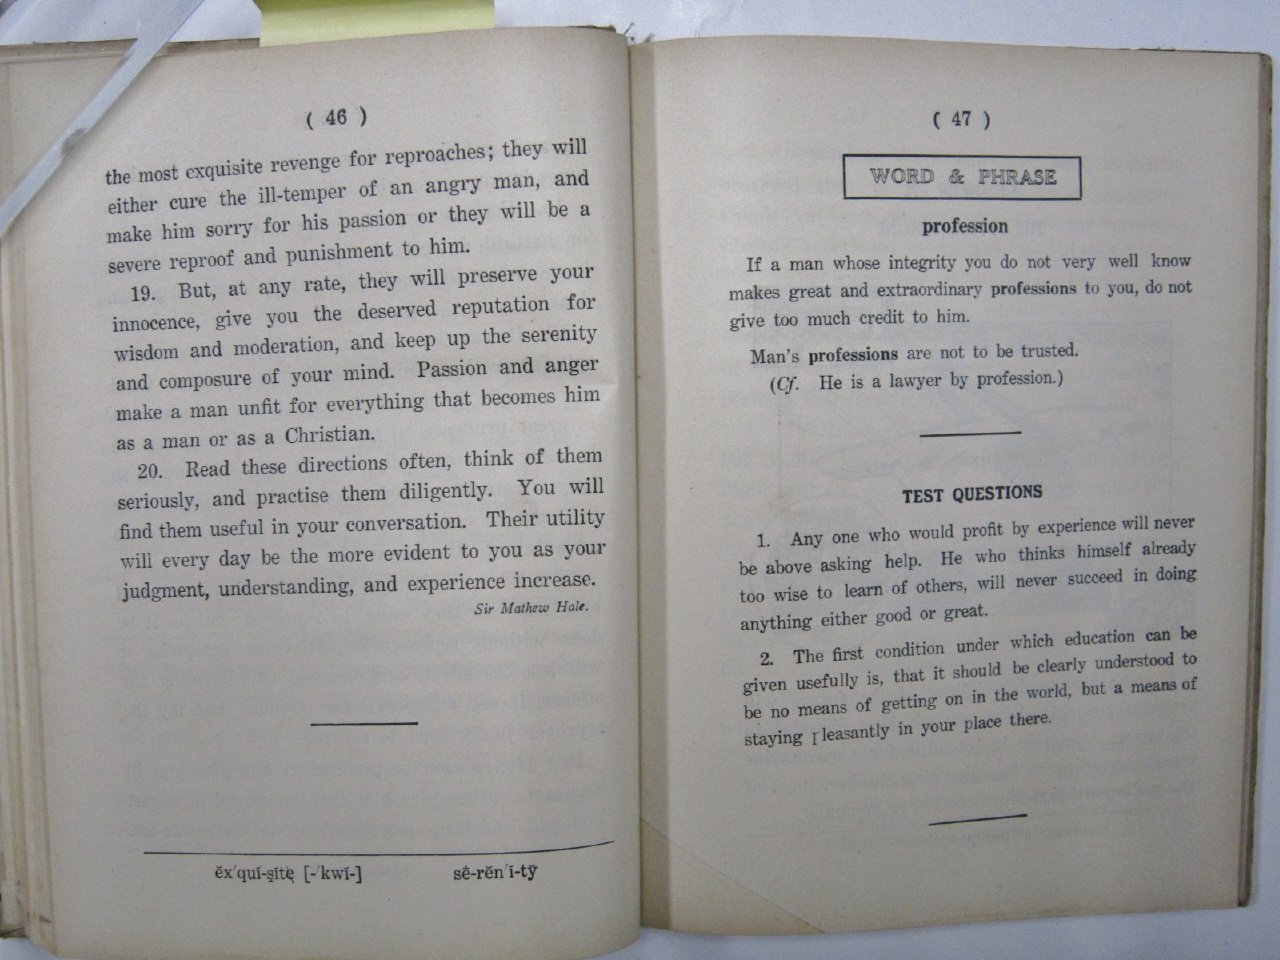 ( 46 )
the most exquisite revenge for reproaches; they will
either cure the ill-temper of an angry man, and
make him sorry for his passion or they will be a
severe reproof and punishment to him.
19. But, at any rate, they will preserve your
innocence, give you the deserved reputation for
wisdom and moderation, and keep up the serenity
and composure of your mind. Passion and anger
make a man unfit for everything that becomes him
as a man or as a Christian.
20. Read these directions often, think of them
seriously, and practise them diligently. You will
find them useful in your conversation. Their utility
will every day be the more evident to you as your
judgment, understanding, and experience increase.
Sir Mathew Hale.
ĕx′quĭ-s̱ĭtę [-′kwĭ-] sė-rĕn′ĭ-tў
( 47 )
WORD & PHRASE
profession
If a man whose integrity you do not very well know
makes great and extraordinary professions to you, do not
give too much credit to him.
Man's professions are not to be trusted.
(Cf. He is a lawyer by profession.)
TEST QUESTIONS
1. Any one who would profit by experience will never
be above asking help. He who thinks himself already
too wise to learn of others, will never succeed in doing
anything either good or great.
2. The first condition under which education can be
given usefully is, that it should be clearly understood to
be no means of getting on in the world, but a means of
staying pleasantly in your place there.